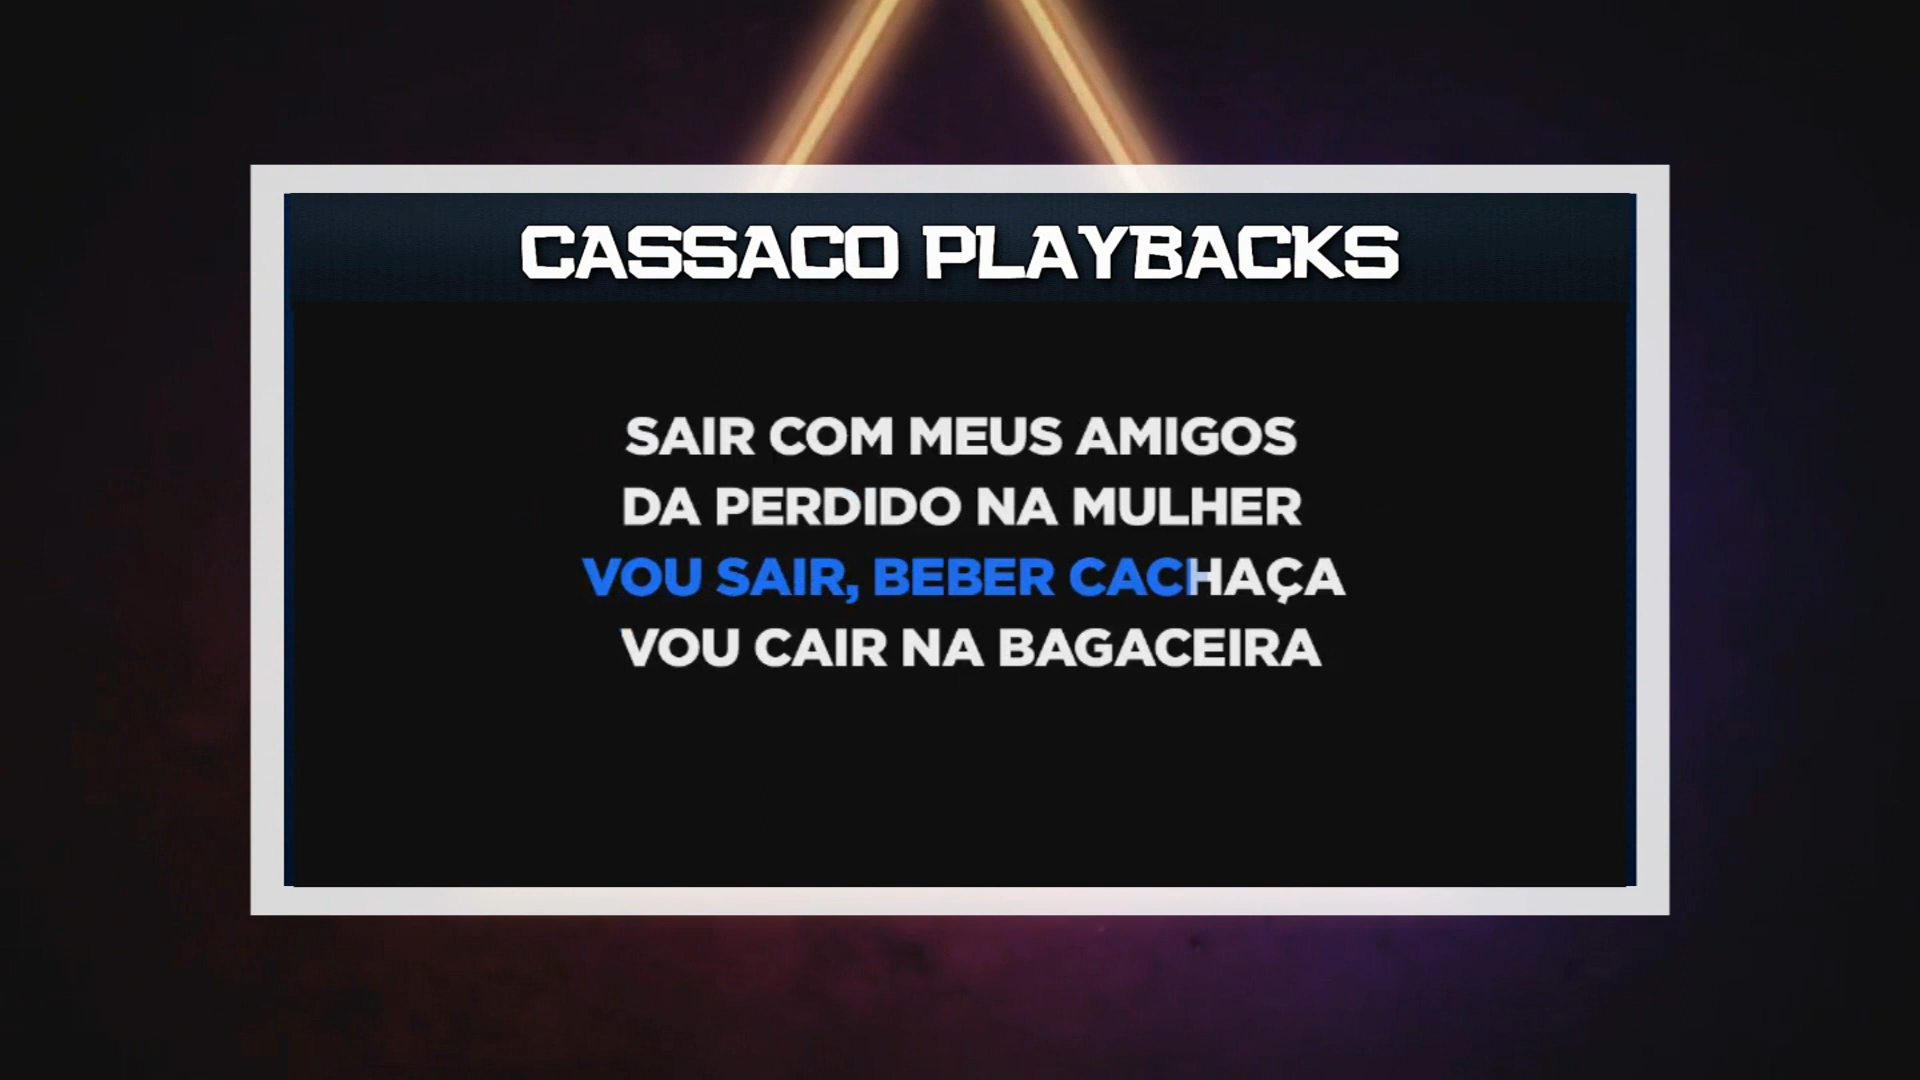 CASSACO PLAYBACKS
SAIR COM MEUS AMIGOS
DA PERDIDO NA MULHER
VOU SAIR, BEBER CACHAÇA
VOU CAIR NA BAGACEIRA